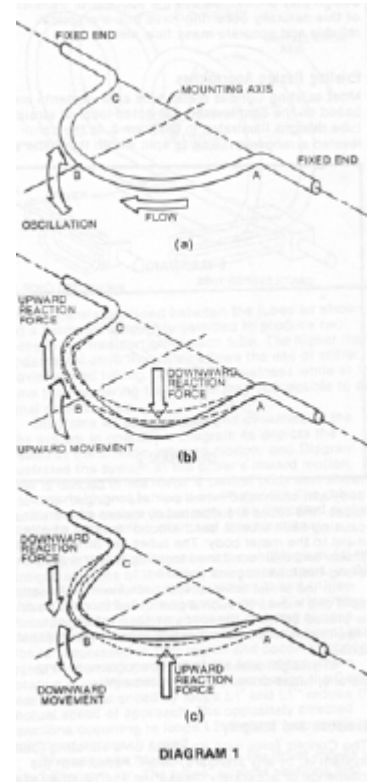 FIXED END
C
MOUNTING AXIS
FIXED END
B
A
OSCILLATION
FLOW
(a)
UPWARD
REACTION
FORCE
C
DOWNWARD
REACTION
FORCE
B
A
UPWARD MOVEMENT
(b)
DOWNWARD
REACTION
FORCE
C
B
A
DOWNWARD
MOVEMENT
UPWARD
REACTION
FORCE
(c)
DIAGRAM 1